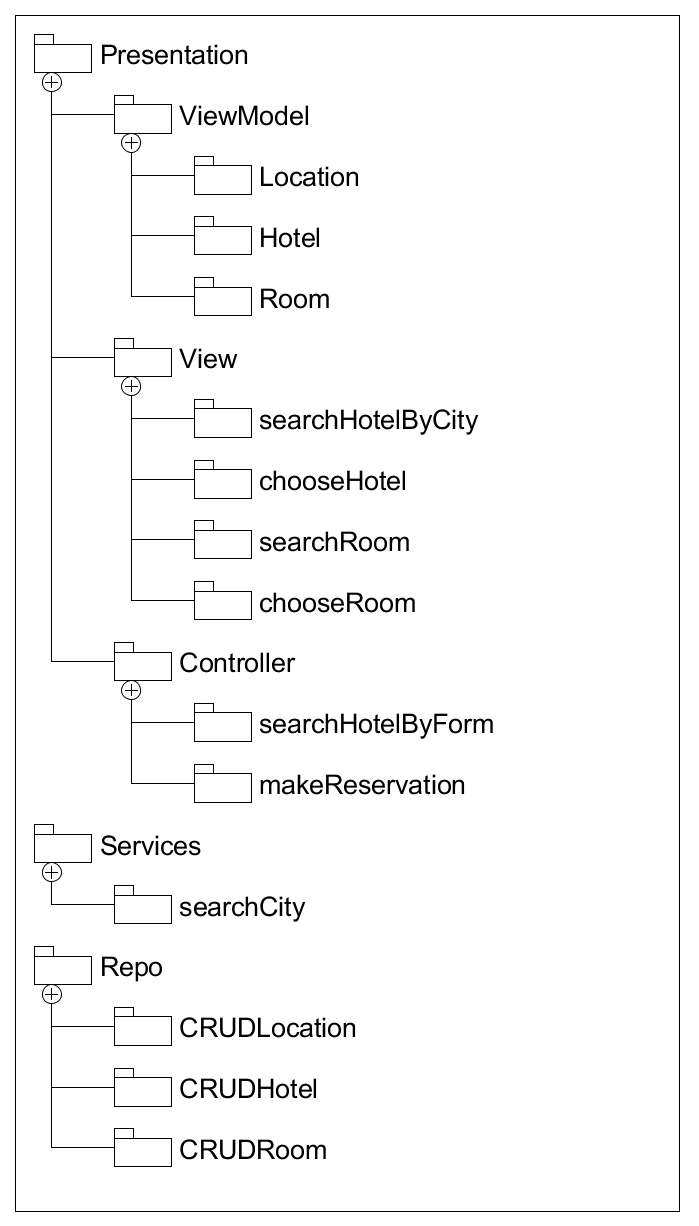 Presentation
ViewModel
Location
Hotel
Room
View
searchHotelByCity
chooseHotel
searchRoom
chooseRoom
Controller
searchHotelByForm
makeReservation
Services
searchCity
Repo
CRUDLocation
CRUDHotel
CRUDRoom